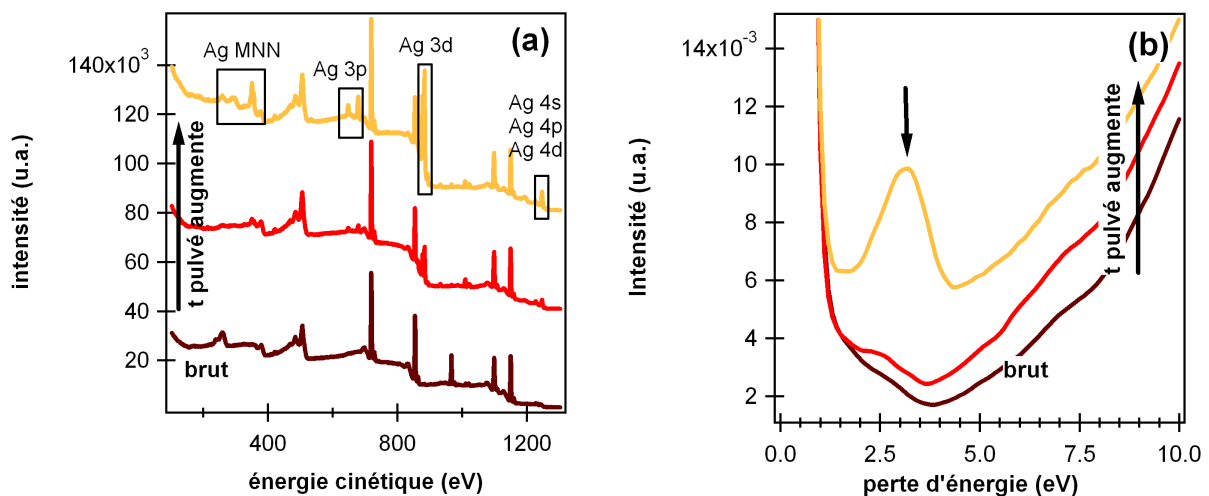 (a)
Ag MNN
Ag 3p
Ag 3d
Ag 4s
Ag 4p
Ag 4d
140x10³
120
100
80
60
40
20
intensité (u.a.)
t pulvé augmente
brut
400
800
1200
énergie cinétique (eV)
(b)
14x10⁻³
12
10
8
6
4
2
Intensité (u.a.)
t pulvé augmente
brut
0.0
2.5
5.0
7.5
10.0
perte d'énergie (eV)